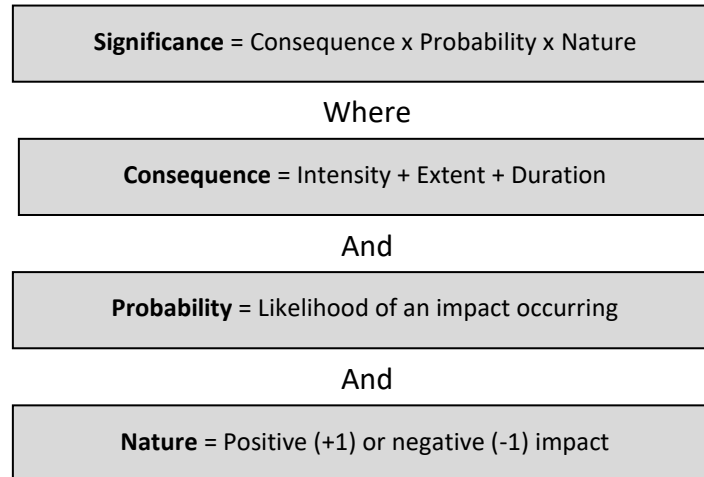 Significance = Consequence x Probability x Nature
Where
Consequence = Intensity + Extent + Duration
And
Probability = Likelihood of an impact occurring
And
Nature = Positive (+1) or negative (-1) impact